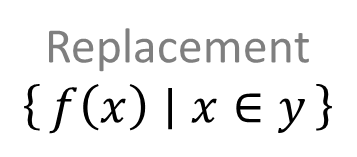 Replacement
{ f(x) | x ∈ y }